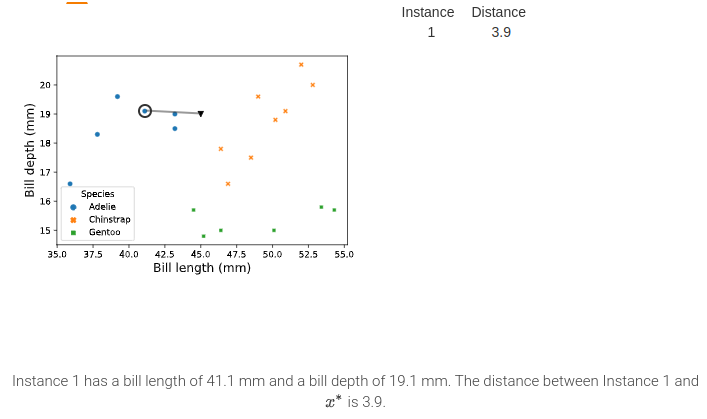 Instance Distance
1 3.9
20
19
18
17
16
15
Bill depth (mm)
Species
Adelie
Chinstrap
Gentoo
35.0 37.5 40.0 42.5 45.0 47.5 50.0 52.5 55.0
Bill length (mm)
Instance 1 has a bill length of 41.1 mm and a bill depth of 19.1 mm. The distance between Instance 1 and
x* is 3.9.